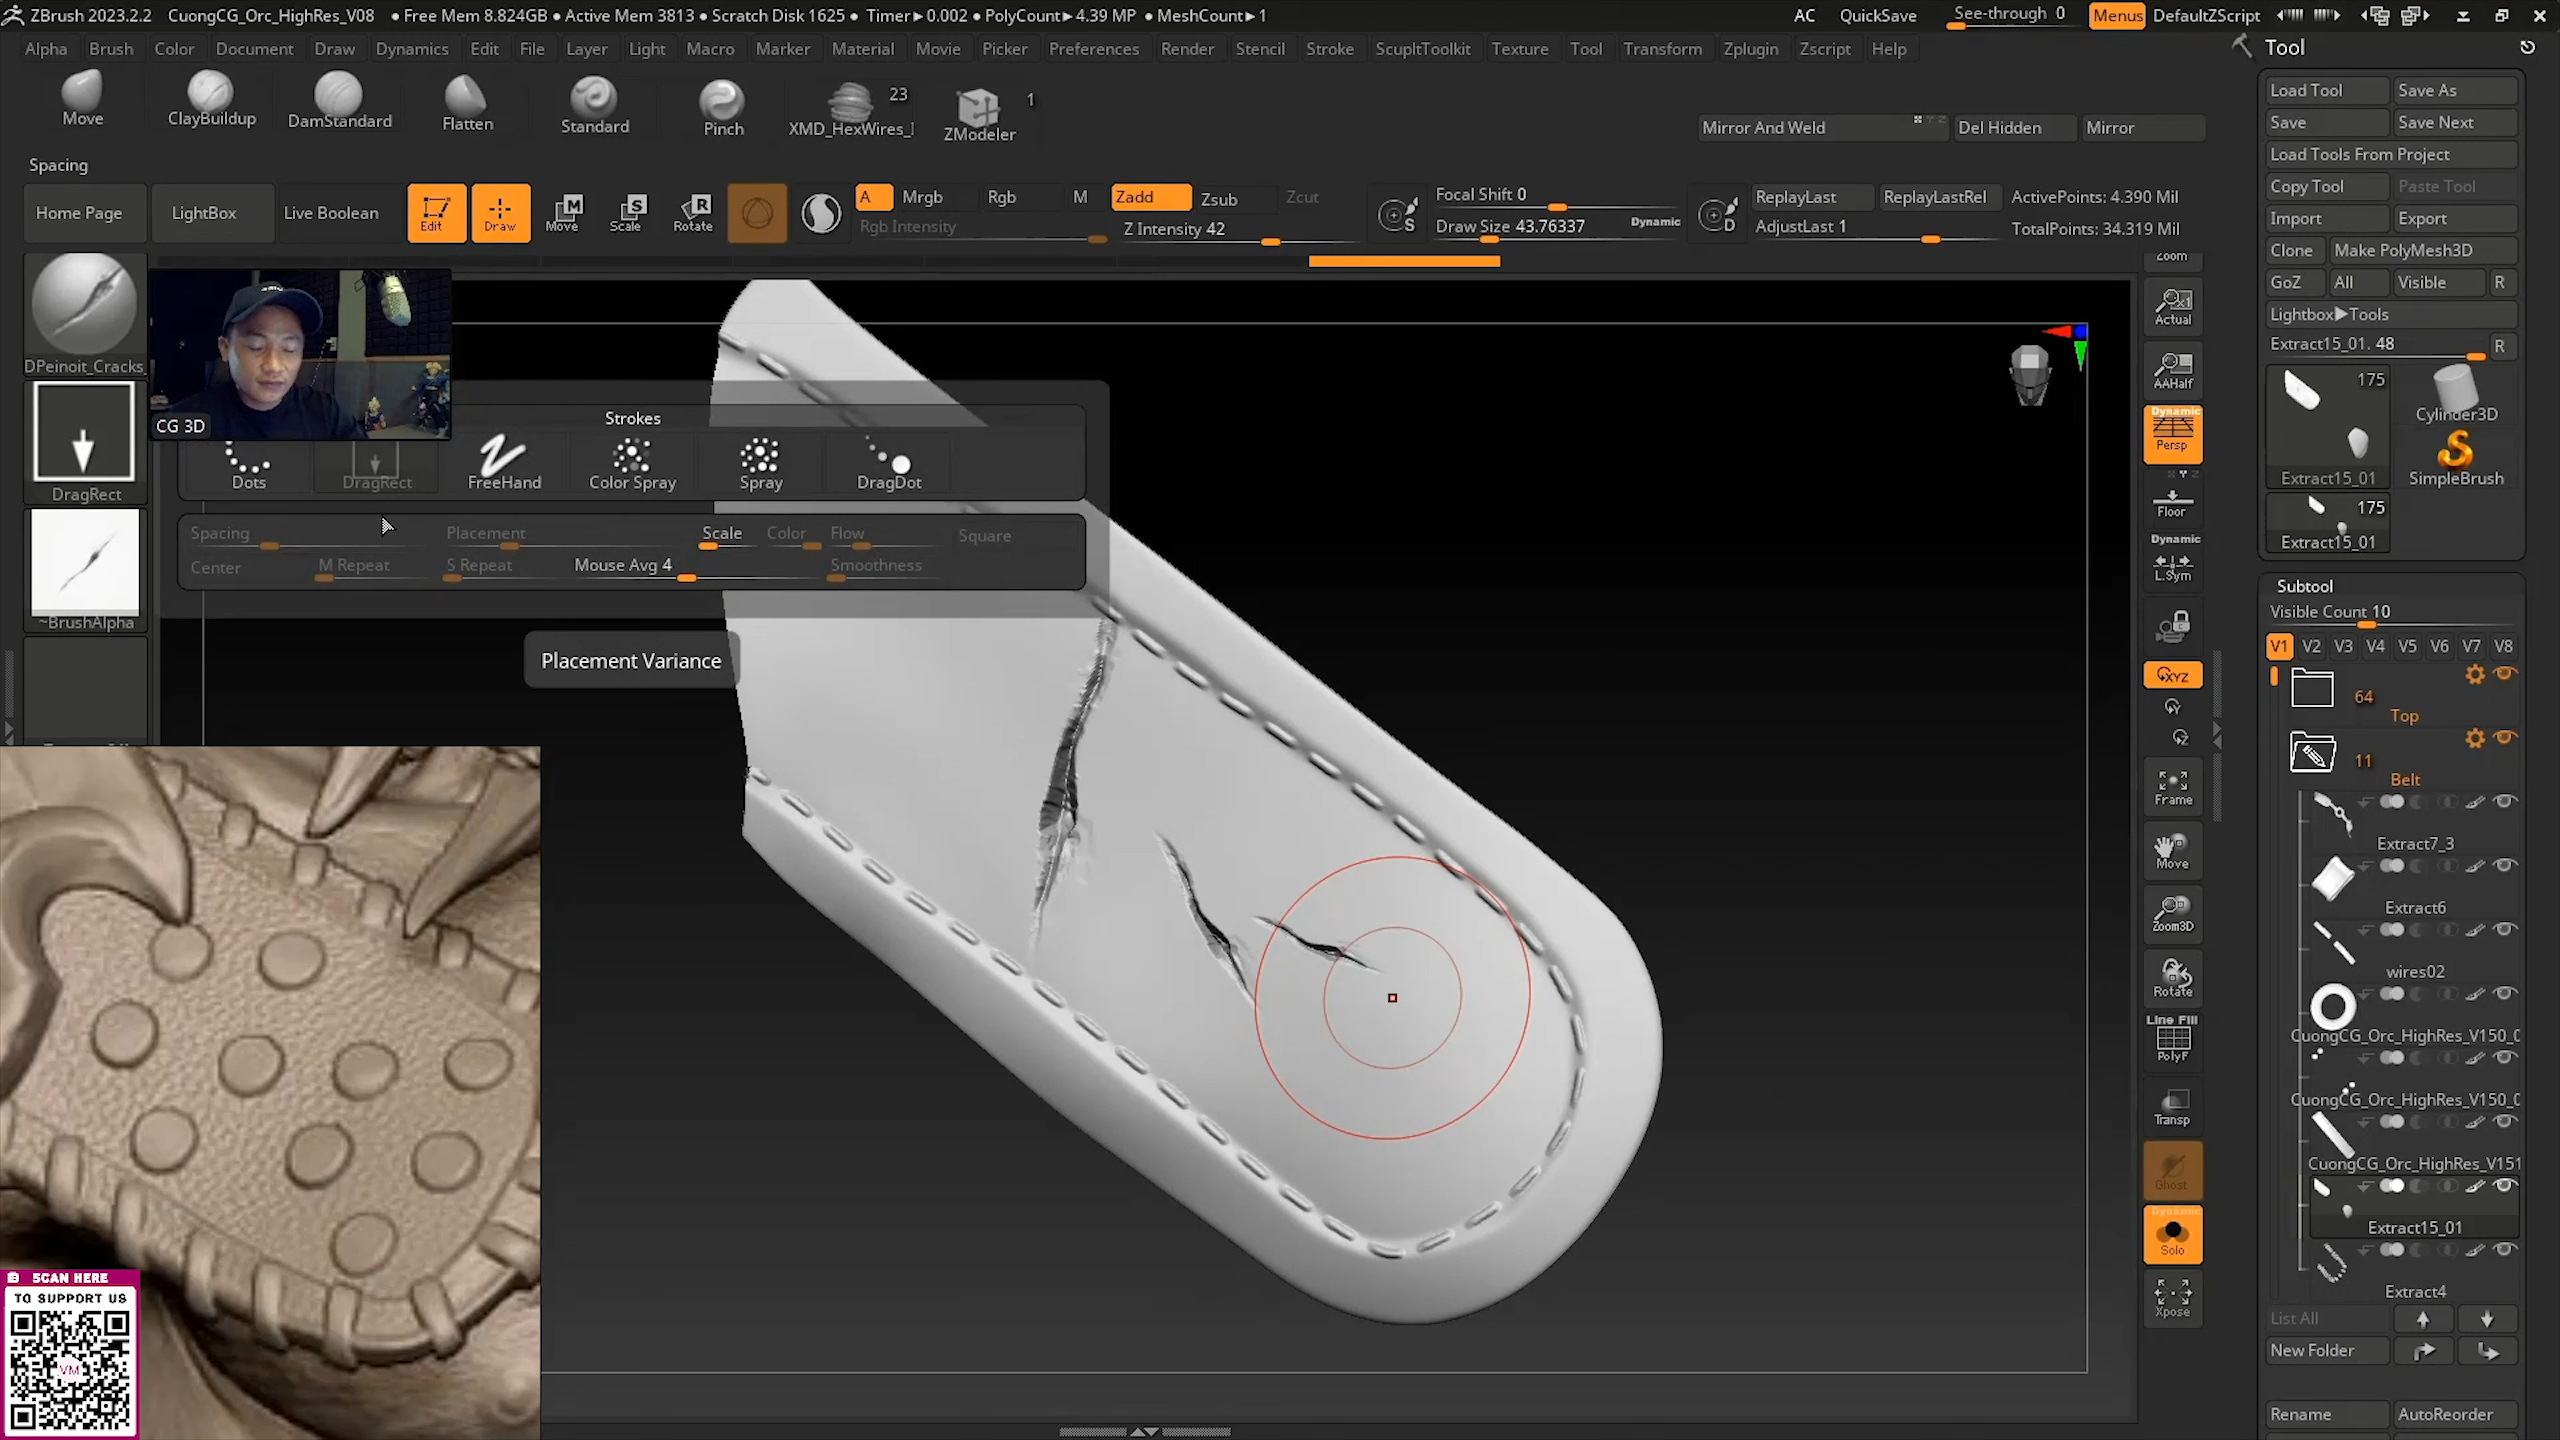 ZBrush 2023.2.2 CuongCG_Orc_HighRes_V08 • Free Mem 8.824GB • Active Mem 3813 • Scratch Disk 1625 • Timer▸0.002 • PolyCount▸4.39 MP • MeshCount▸1 AC QuickSave See-through 0 Menus DefaultZScript
Alpha Brush Color Document Draw Dynamics Edit File Layer Light Macro Marker Material Movie Picker Preferences Render Stencil Stroke ScupltToolkit Texture Tool Transform Zplugin Zscript Help
Tool
Load Tool Save As
Save Save Next
Load Tools From Project
Copy Tool Paste Tool
Import Export
Clone Make PolyMesh3D
GoZ All Visible R
Lightbox▸Tools
Extract15_01. 48 R
175
Cylinder3D
Extract15_01 SimpleBrush
175
Extract15_01
Move ClayBuildup DamStandard Flatten Standard Pinch XMD_HexWires_ 23 ZModeler 1
Mirror And Weld Del Hidden Mirror
Spacing
Home Page LightBox Live Boolean Edit Draw Move Scale Rotate
A Mrgb Rgb M Zadd Zsub Zcut
Rgb Intensity Z Intensity 42
Focal Shift 0
Draw Size 43.76337 Dynamic
ReplayLast ReplayLastRel ActivePoints: 4.390 Mil
AdjustLast 1 TotalPoints: 34.319 Mil
DPeinoit_Cracks_
DragRect
~BrushAlpha
CG 3D
Strokes
Dots DragRect FreeHand Color Spray Spray DragDot
Spacing Placement Scale Color Flow Square
Center M Repeat S Repeat Mouse Avg 4 Smoothness
Placement Variance
Zoom
Actual
AAHalf
Dynamic
Persp
Floor
Dynamic
L.Sym
XYZ
Y
Z
Frame
Move
Zoom3D
Rotate
Line Fill
PolyF
Transp
Ghost
Dynamic
Solo
Xpose
Subtool
Visible Count 10
V1 V2 V3 V4 V5 V6 V7 V8
64
Top
11
Belt
Extract7_3
Extract6
wires02
CuongCG_Orc_HighRes_V150_0
CuongCG_Orc_HighRes_V150_0
CuongCG_Orc_HighRes_V151
Extract15_01
Extract4
List All
New Folder
Rename AutoReorder
SCAN HERE
TO SUPPORT US
VM